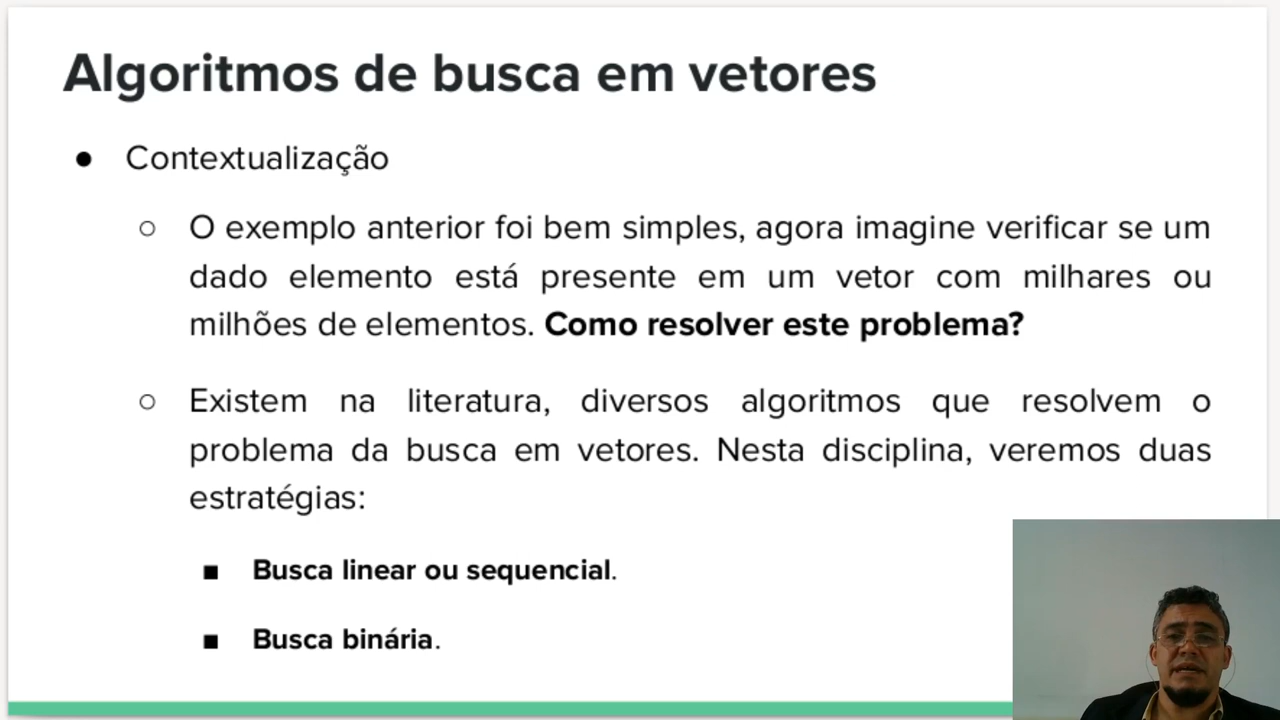 Algoritmos de busca em vetores
● Contextualização
○ O exemplo anterior foi bem simples, agora imagine verificar se um
dado elemento está presente em um vetor com milhares ou
milhões de elementos. Como resolver este problema?
○ Existem na literatura, diversos algoritmos que resolvem o
problema da busca em vetores. Nesta disciplina, veremos duas
estratégias:
■ Busca linear ou sequencial.
■ Busca binária.